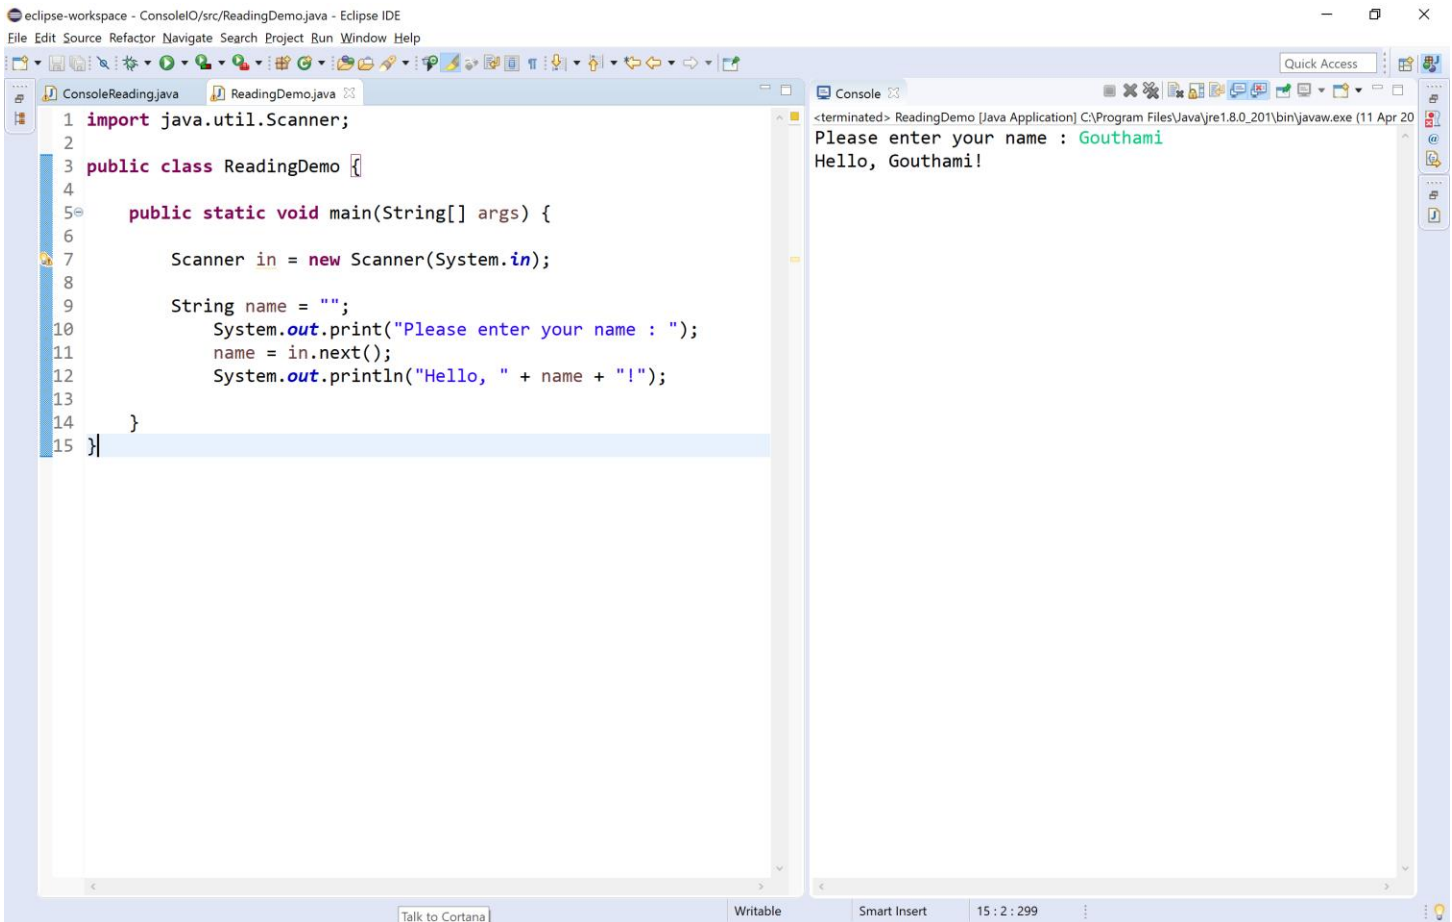 eclipse-workspace - ConsoleIO/src/ReadingDemo.java - Eclipse IDE
File Edit Source Refactor Navigate Search Project Run Window Help
Quick Access
ConsoleReading.java ReadingDemo.java
1 import java.util.Scanner;
2
3 public class ReadingDemo {
4
5 public static void main(String[] args) {
6
7 Scanner in = new Scanner(System.in);
8
9 String name = "";
10 System.out.print("Please enter your name : ");
11 name = in.next();
12 System.out.println("Hello, " + name + "!");
13
14 }
15 }
Console
<terminated> ReadingDemo [Java Application] C:\Program Files\Java\jre1.8.0_201\bin\javaw.exe (11 Apr 20
Please enter your name : Gouthami
Hello, Gouthami!
Talk to Cortana
Writable Smart Insert 15 : 2 : 299